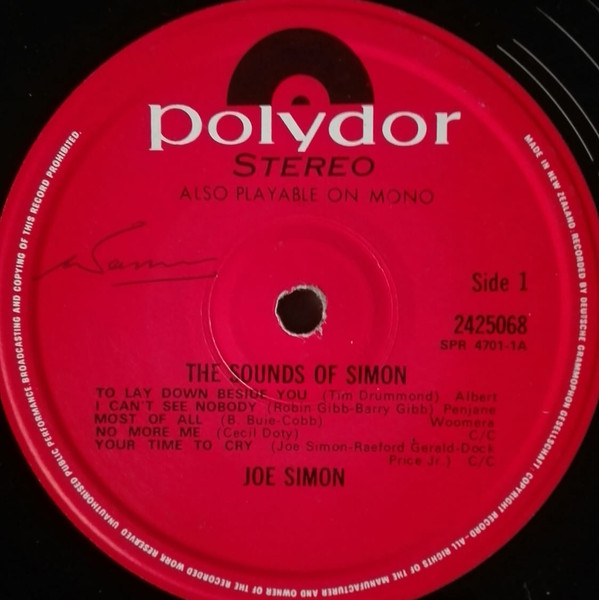 polydor
STEREO
ALSO PLAYABLE ON MONO
Side 1
2425068
SPR 4701-1A
THE SOUNDS OF SIMON
TO LAY DOWN BESIDE YOU (Tim Drummond) Albert
I CAN'T SEE NOBODY (Robin Gibb-Barry Gibb) Penjane
MOST OF ALL (B. Buie-Cobb) Woomera
NO MORE ME (Cecil Doty) C/C
YOUR TIME TO CRY (Joe Simon-Raeford Gerald-Dock
Price Jr.) C/C
JOE SIMON
MADE IN NEW ZEALAND. RECORDED BY DEUTSCHE GRAMMOPHON GESELLSCHAFT. COPYRIGHT RECORD-ALL RIGHTS OF THE MANUFACTURER AND OWNER OF THE RECORDED WORK RESERVED. UNAUTHORISED PUBLIC PERFORMANCE BROADCASTING AND COPYING OF THIS RECORD PROHIBITED.